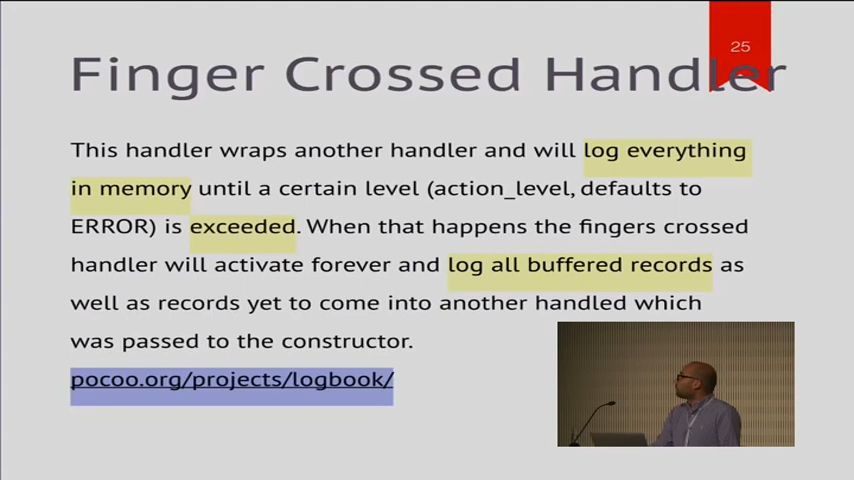 25
Finger Crossed Handler
This handler wraps another handler and will log everything
in memory until a certain level (action_level, defaults to
ERROR) is exceeded. When that happens the fingers crossed
handler will activate forever and log all buffered records as
well as records yet to come into another handled which
was passed to the constructor.
pocoo.org/projects/logbook/